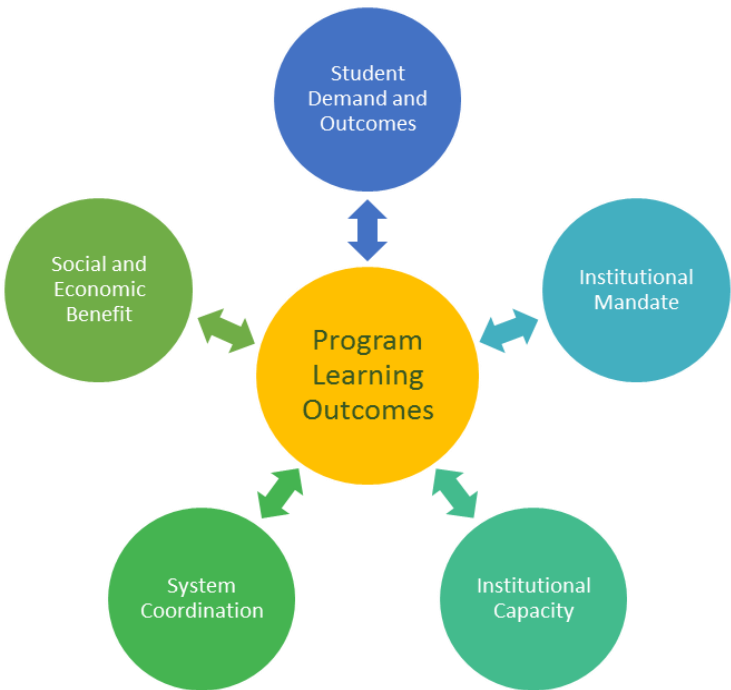 Student
Demand and
Outcomes
Social and
Economic
Benefit
Institutional
Mandate
Program
Learning
Outcomes
System
Coordination
Institutional
Capacity